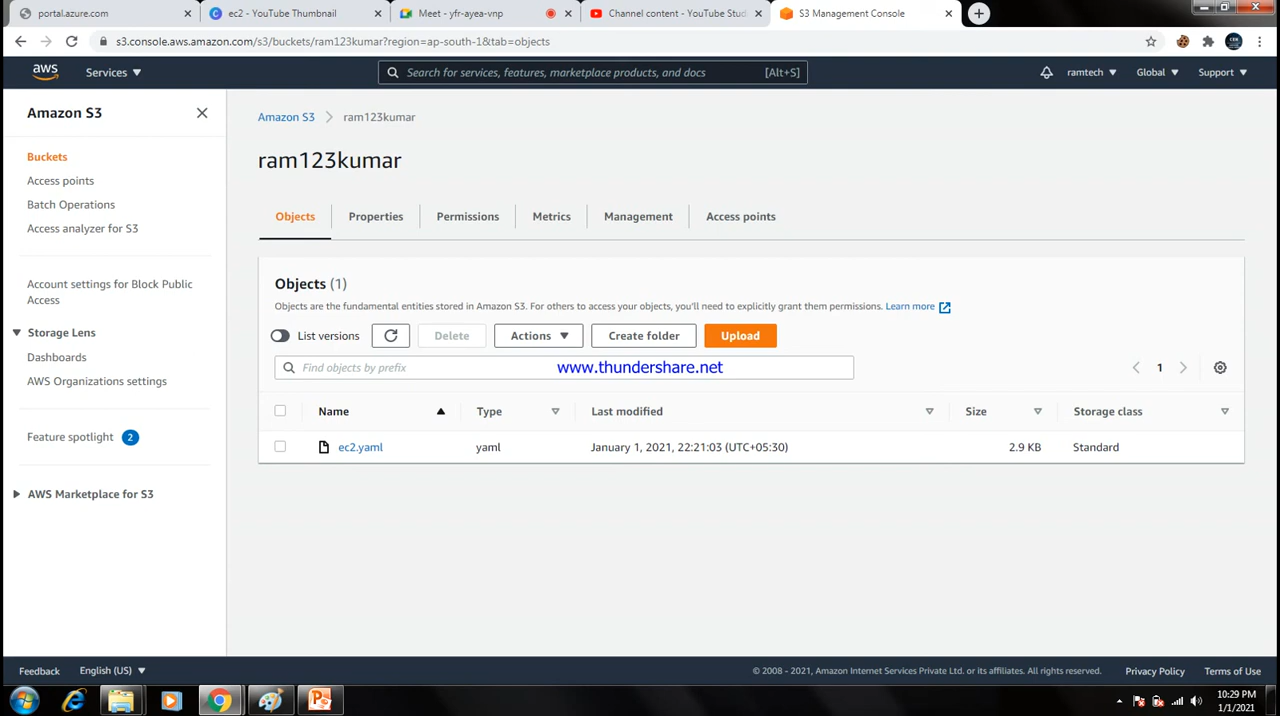 portal.azure.com
ec2 - YouTube Thumbnail
Meet - yfr-ayea-vwp
Channel content - YouTube Stud
S3 Management Console
s3.console.aws.amazon.com/s3/buckets/ram123kumar?region=ap-south-1&tab=objects
aws Services Search for services, features, marketplace products, and docs [Alt+S] ramtech Global Support
Amazon S3
Buckets
Access points
Batch Operations
Access analyzer for S3
Account settings for Block Public
Access
Storage Lens
Dashboards
AWS Organizations settings
Feature spotlight 2
AWS Marketplace for S3
Amazon S3 ram123kumar
ram123kumar
Objects Properties Permissions Metrics Management Access points
Objects (1)
Objects are the fundamental entities stored in Amazon S3. For others to access your objects, you'll need to explicitly grant them permissions. Learn more
List versions Delete Actions Create folder Upload
Find objects by prefix www.thundershare.net 1
Name Type Last modified Size Storage class
ec2.yaml yaml January 1, 2021, 22:21:03 (UTC+05:30) 2.9 KB Standard
Feedback English (US) © 2008 - 2021, Amazon Internet Services Private Ltd. or its affiliates. All rights reserved. Privacy Policy Terms of Use
10:29 PM
1/1/2021